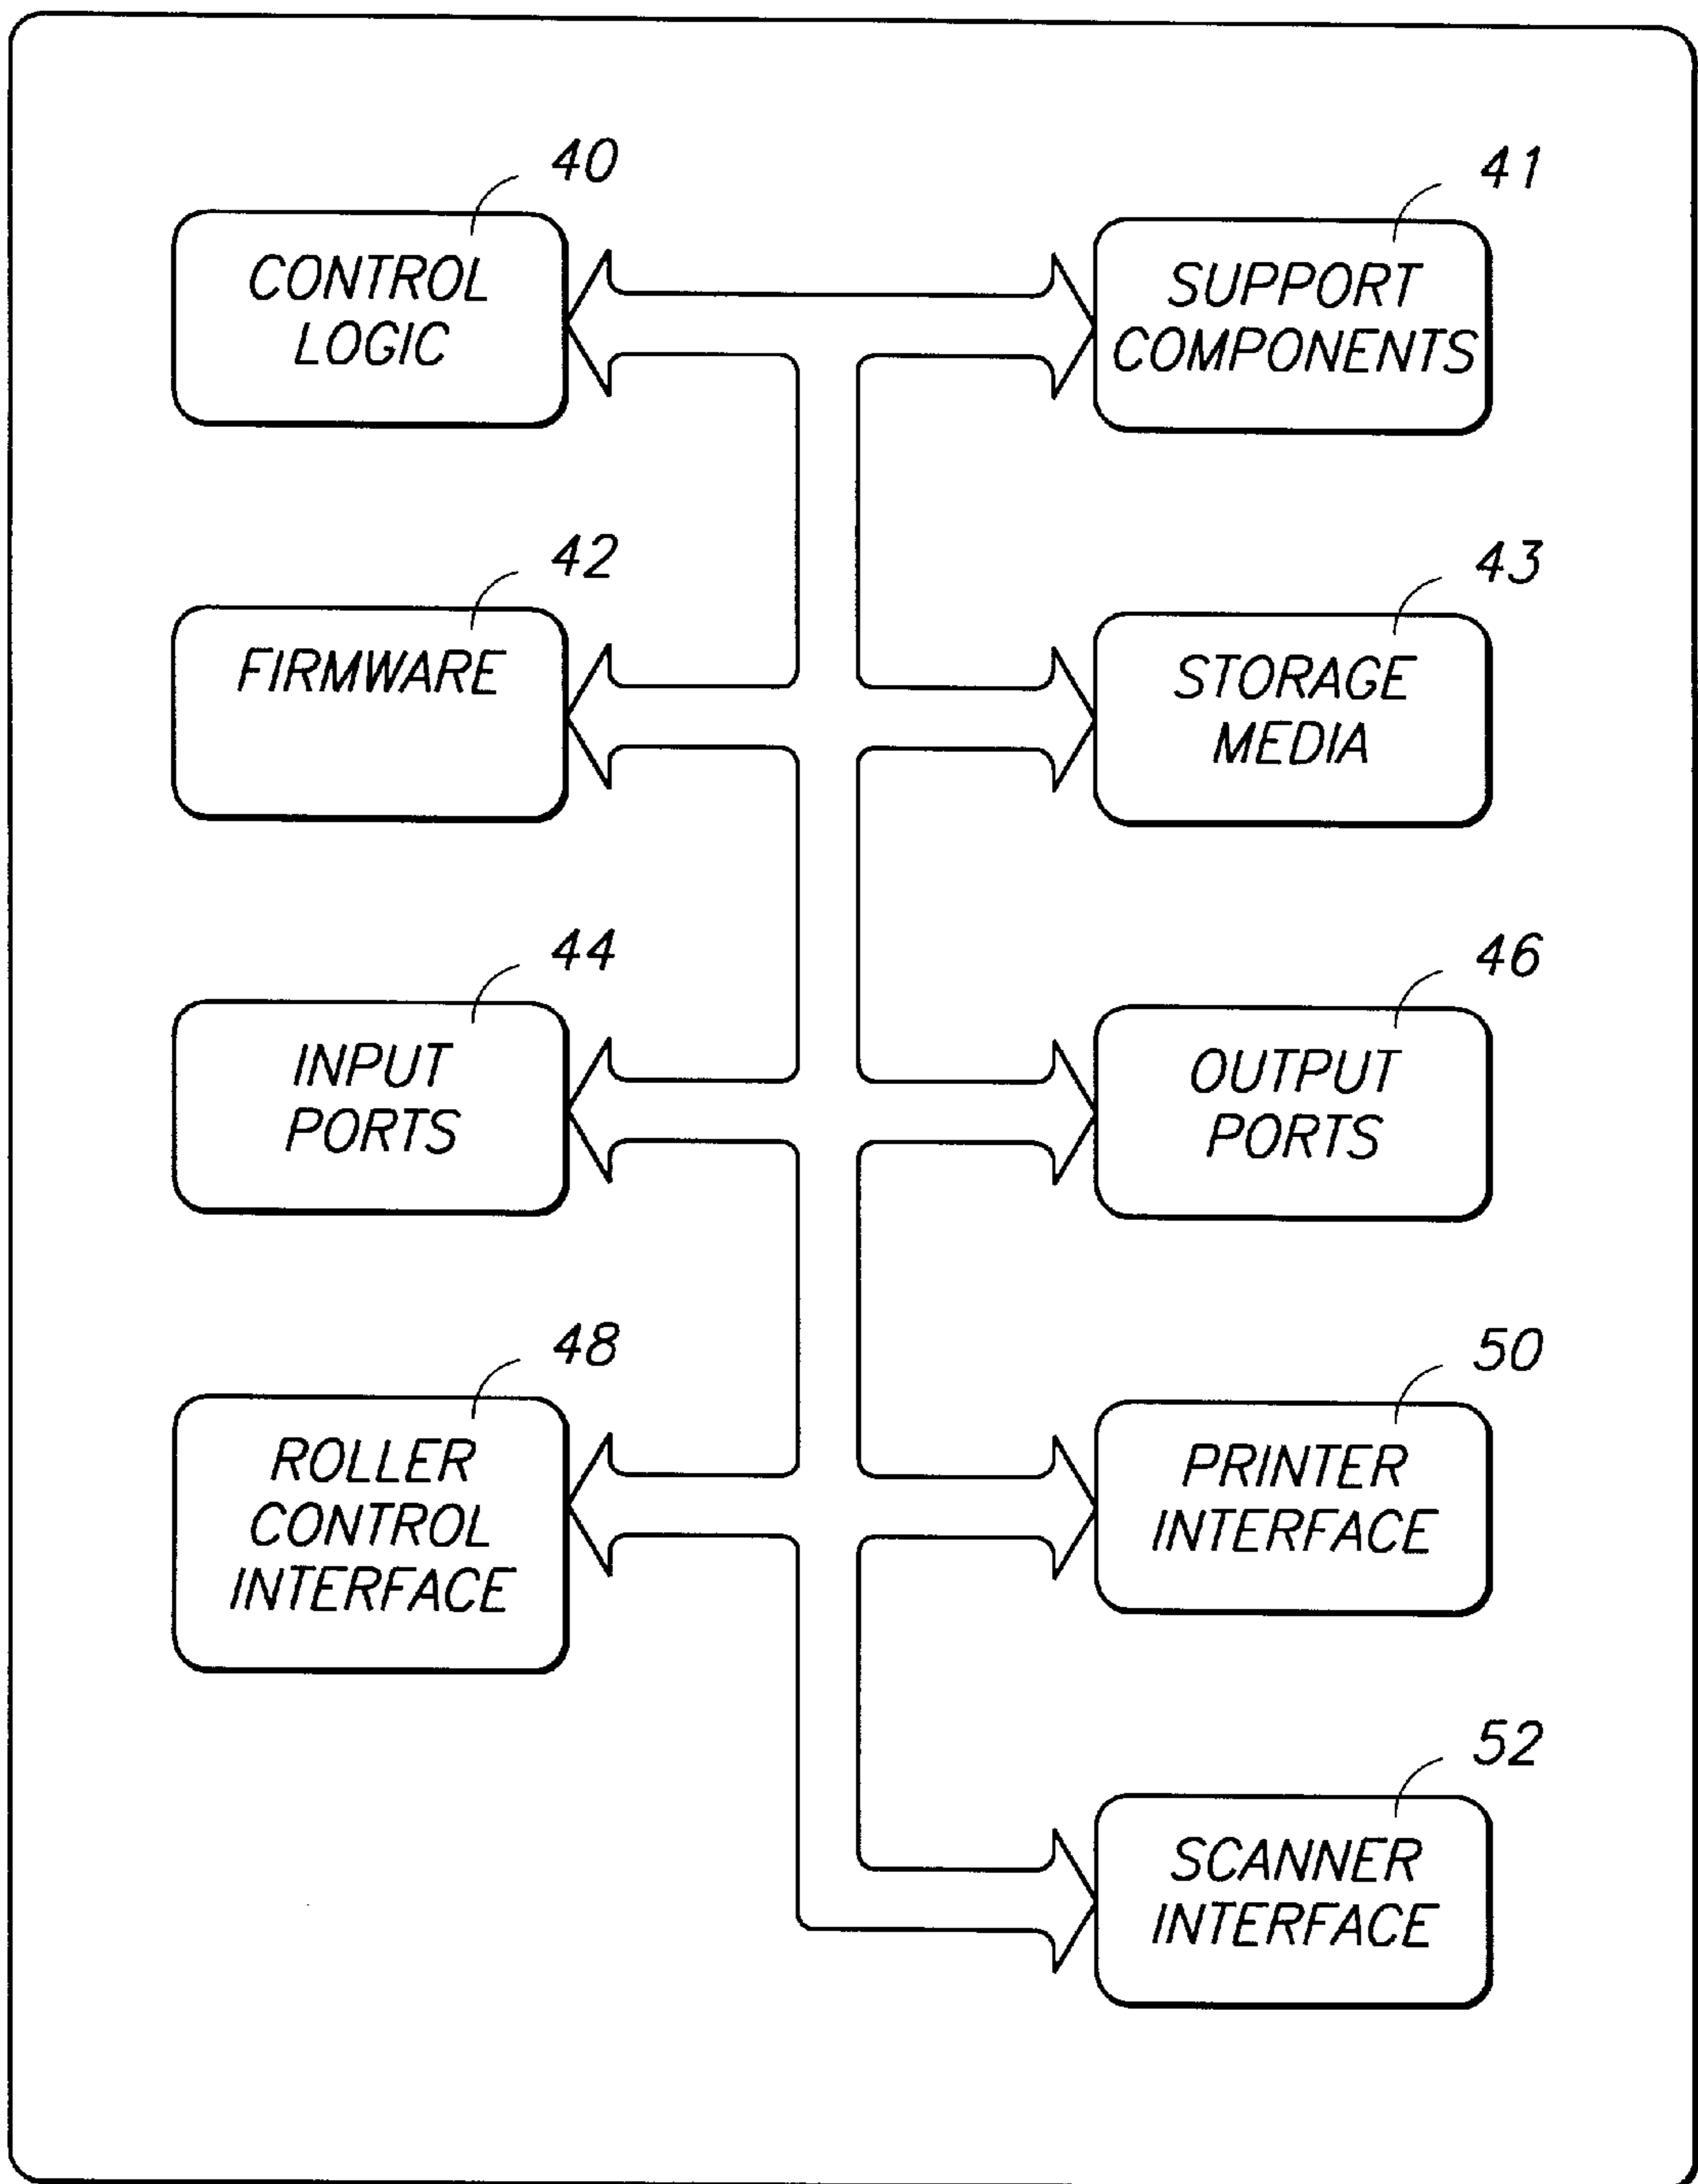 40
CONTROL
LOGIC
41
SUPPORT
COMPONENTS
42
FIRMWARE
43
STORAGE
MEDIA
44
INPUT
PORTS
46
OUTPUT
PORTS
48
ROLLER
CONTROL
INTERFACE
50
PRINTER
INTERFACE
52
SCANNER
INTERFACE